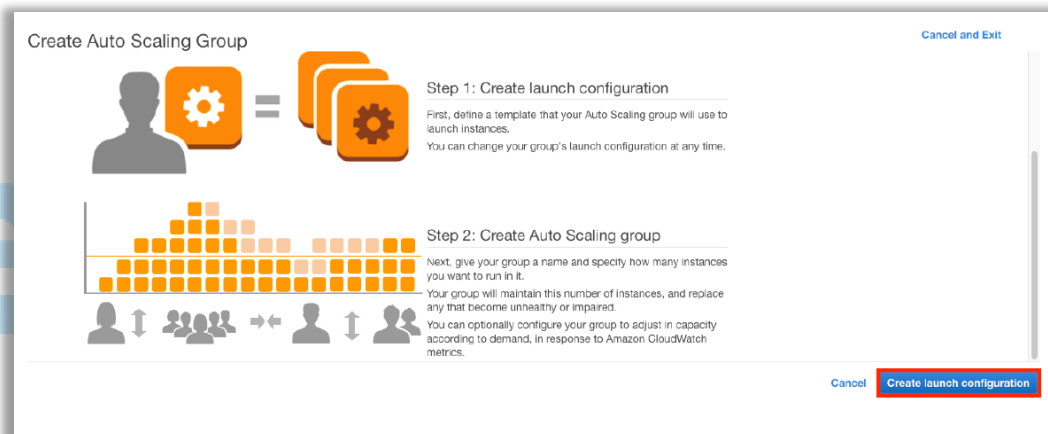 Create Auto Scaling Group
Cancel and Exit
Step 1: Create launch configuration
First, define a template that your Auto Scaling group will use to
launch instances.
You can change your group's launch configuration at any time.
Step 2: Create Auto Scaling group
Next, give your group a name and specify how many instances
you want to run in it.
Your group will maintain this number of instances, and replace
any that become unhealthy or impaired.
You can optionally configure your group to adjust in capacity
according to demand, in response to Amazon CloudWatch
metrics.
Cancel
Create launch configuration